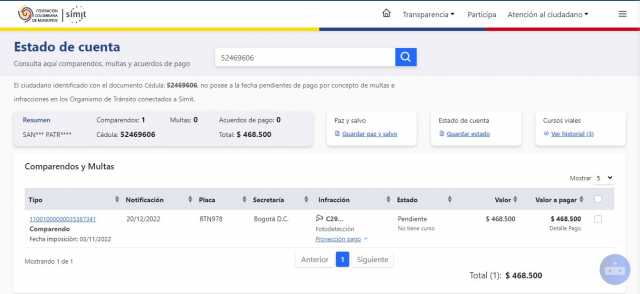 FEDERACIÓN
COLOMBIANA
DE MUNICIPIOS
simit
Transparencia
Participa
Atención al ciudadano
Estado de cuenta
Consulta aquí comparendos, multas y acuerdos de pago
52469606
El ciudadano identificado con el documento Cédula: 52469606, no posee a la fecha pendientes de pago por concepto de multas e
infracciones en los Organismo de Tránsito conectados a Simit.
Resumen
Comparendos: 1
Multas: 0
Acuerdos de pago: 0
SAN*** PATR****
Cédula: 52469606
Total: $ 468.500
Paz y salvo
Guardar paz y salvo
Estado de cuenta
Guardar estado
Cursos viales
Ver historial (3)
Comparendos y Multas
Mostrar 5
Tipo Notificación Placa Secretaría Infracción Estado Valor Valor a pagar
11001000000035387341 20/12/2022 BTN978 Bogotá D.C. C29... Pendiente $ 468.500 $ 468.500
Comparendo Fotodetección No tiene curso Detalle Pago
Fecha imposición: 03/11/2022 Proyección pago
Mostrando 1 de 1
Anterior 1 Siguiente
Total (1): $ 468.500